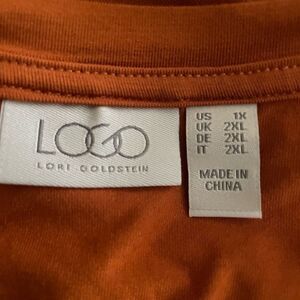 LOGO
LORI GOLDSTEIN
US 1X
UK 2XL
DE 2XL
IT 2XL
MADE IN
CHINA